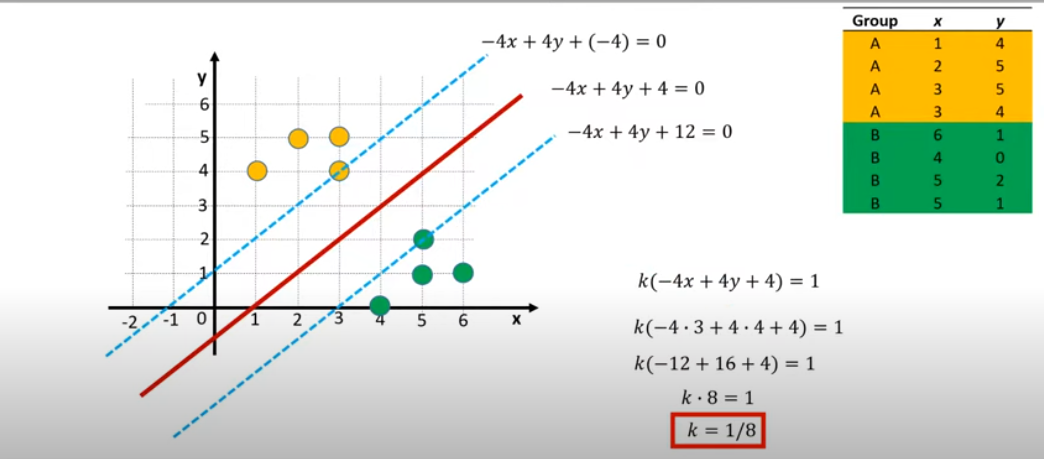 −4x + 4y + (−4) = 0
−4x + 4y + 4 = 0
−4x + 4y + 12 = 0
y
6
5
4
3
2
1
-2 -1 0 1 2 3 4 5 6 x
Group x y
A 1 4
A 2 5
A 3 5
A 3 4
B 6 1
B 4 0
B 5 2
B 5 1
k(−4x + 4y + 4) = 1
k(−4 · 3 + 4 · 4 + 4) = 1
k(−12 + 16 + 4) = 1
k · 8 = 1
k = 1/8